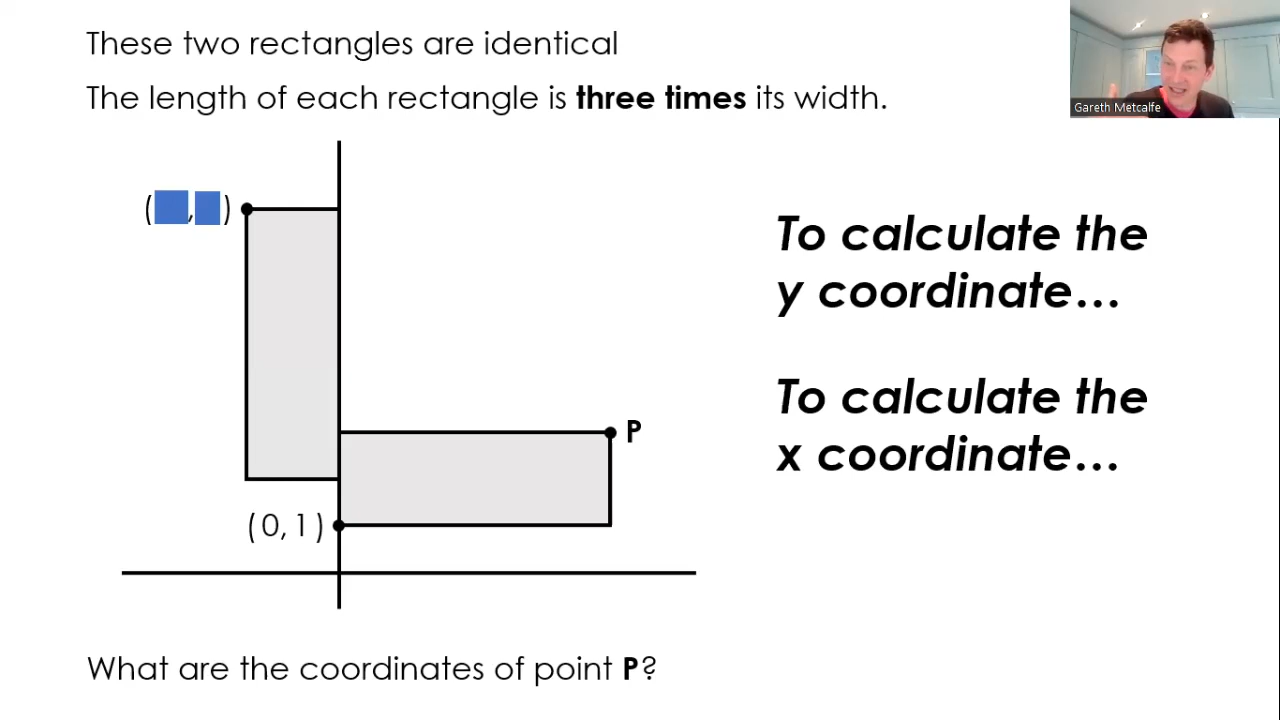 These two rectangles are identical
The length of each rectangle is three times its width.
Gareth Metcalfe
( , )
To calculate the
y coordinate…
P
To calculate the
x coordinate…
(0, 1)
What are the coordinates of point P?